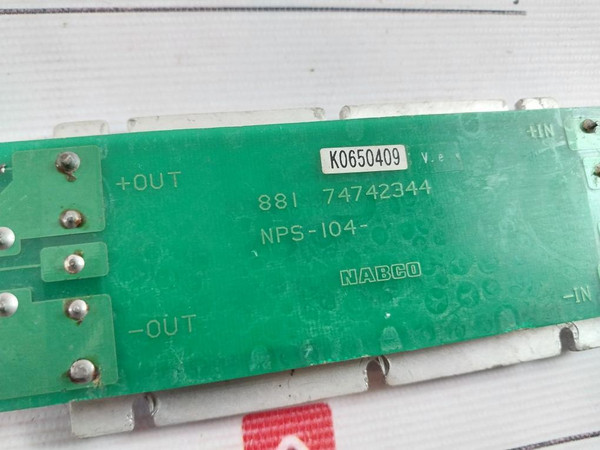 +IN
K0650409
+OUT
881 74742344
NPS-104-
NABCO
-IN
-OUT